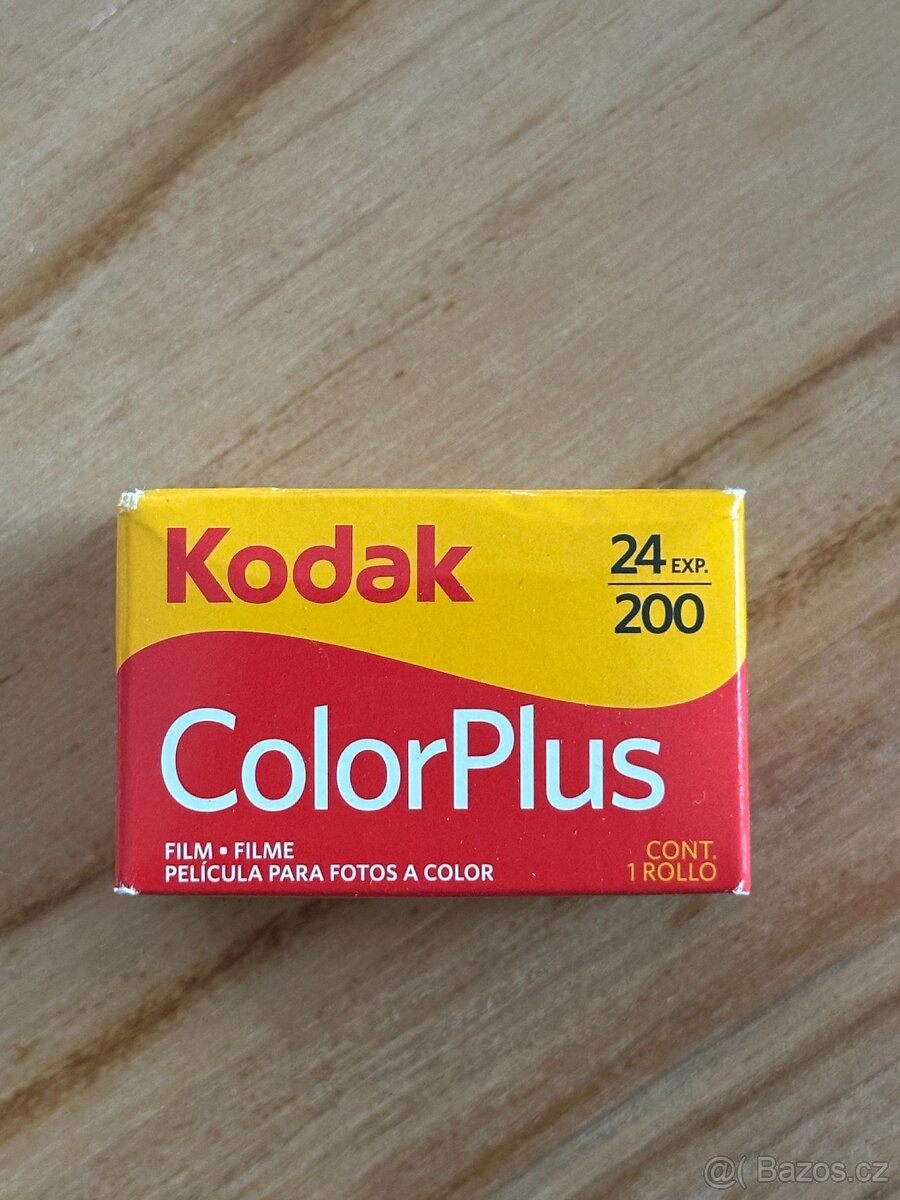 Kodak
24 EXP.
200
ColorPlus
FILM • FILME
PELÍCULA PARA FOTOS A COLOR
CONT.
1 ROLLO
@( Bazos.cz